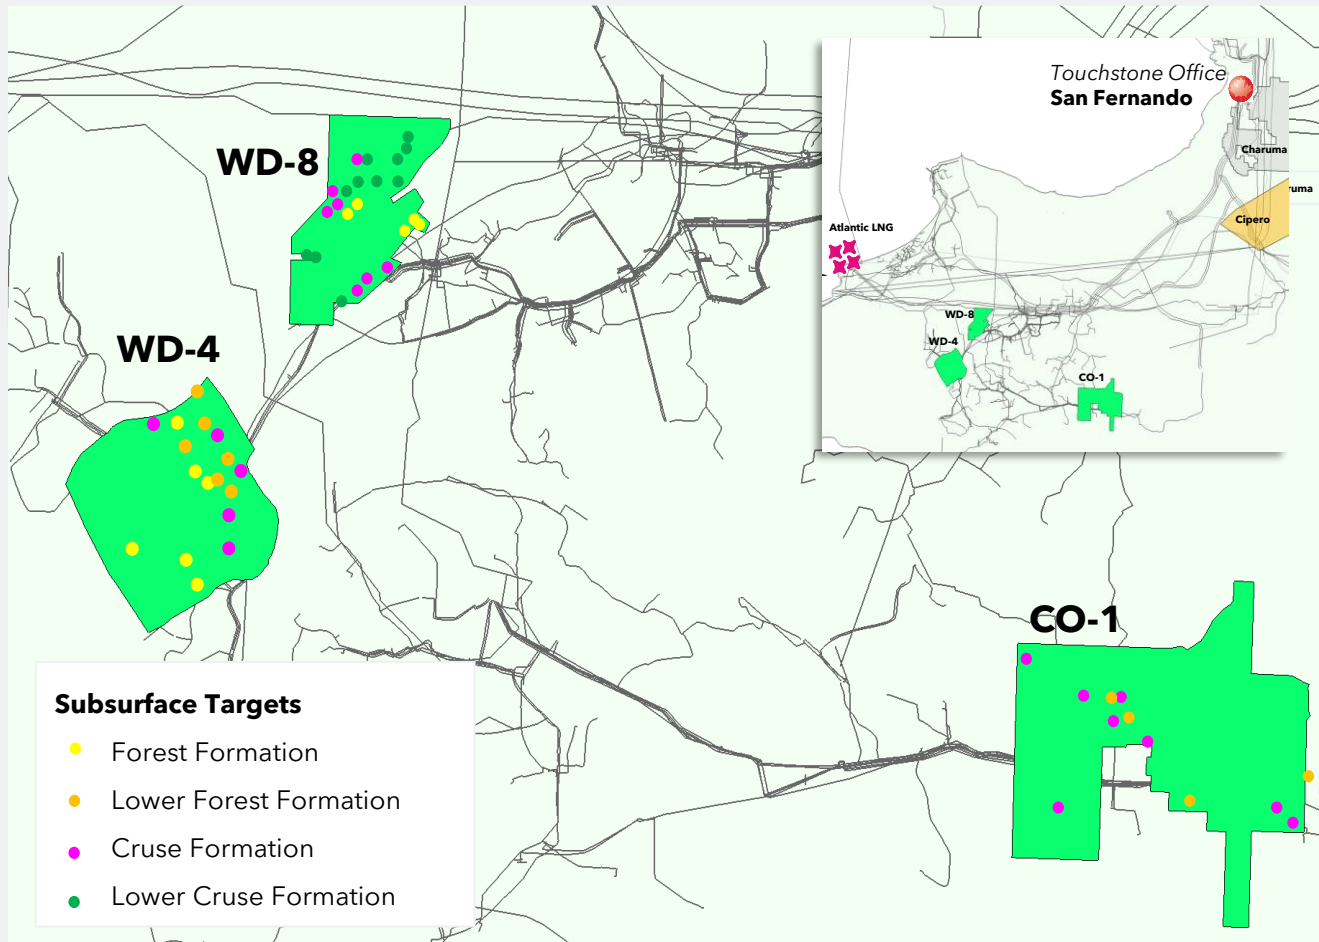 Touchstone Office
San Fernando
Charuma
ruma
Cipero
Atlantic LNG
WD-8
WD-4
CO-1
WD-8
WD-4
CO-1
Subsurface Targets
Forest Formation
Lower Forest Formation
Cruse Formation
Lower Cruse Formation